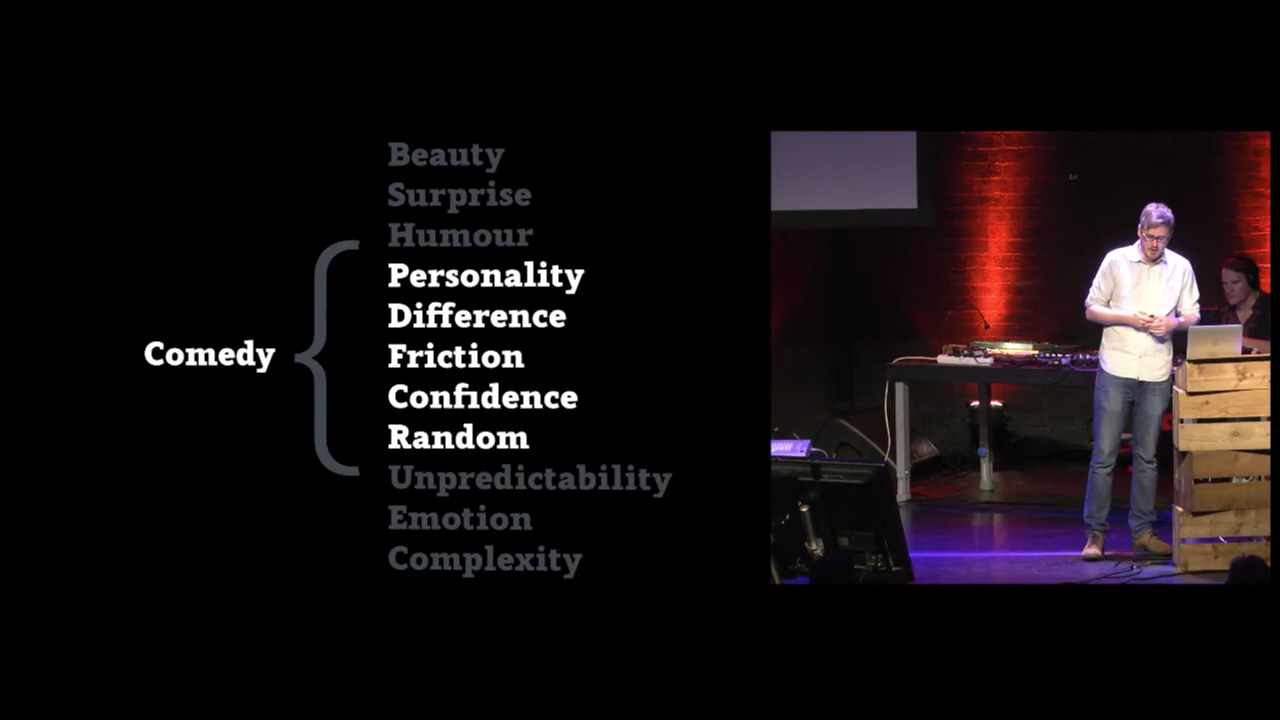 Beauty
Surprise
Humour
Personality
Difference
Comedy
Friction
Confidence
Random
Unpredictability
Emotion
Complexity